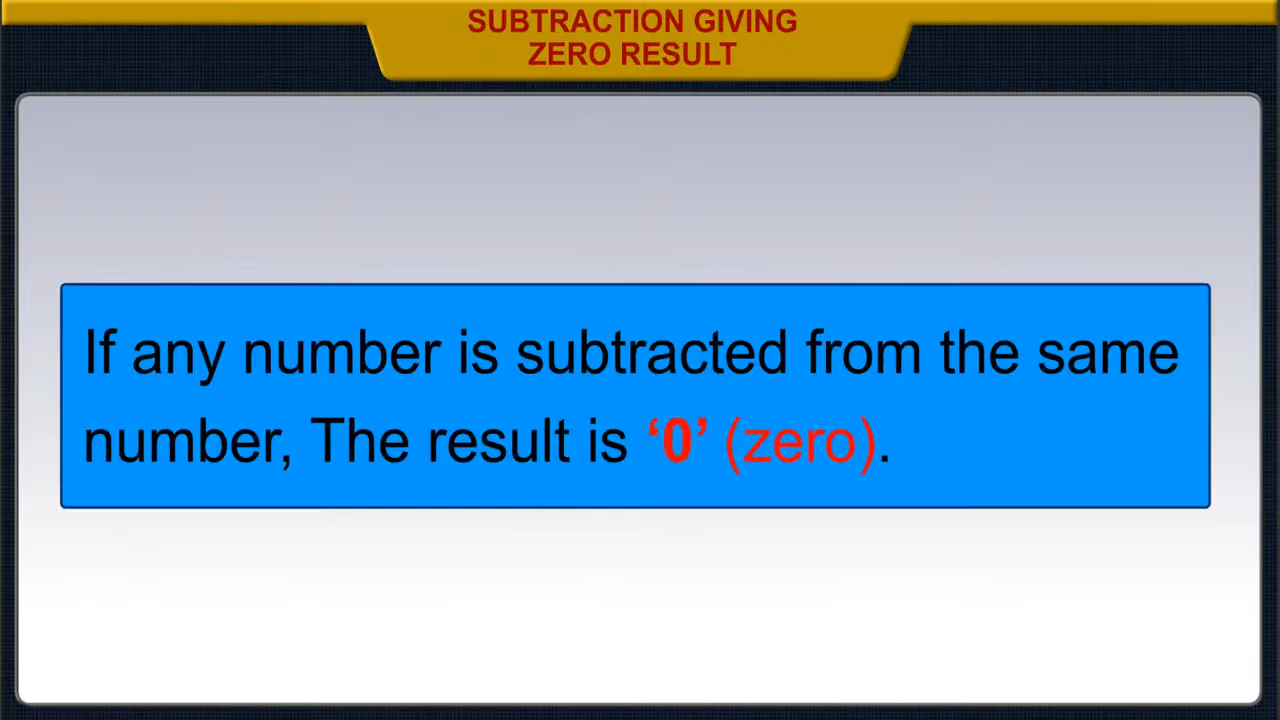 SUBTRACTION GIVING
ZERO RESULT
If any number is subtracted from the same
number, The result is ‘0’ (zero).